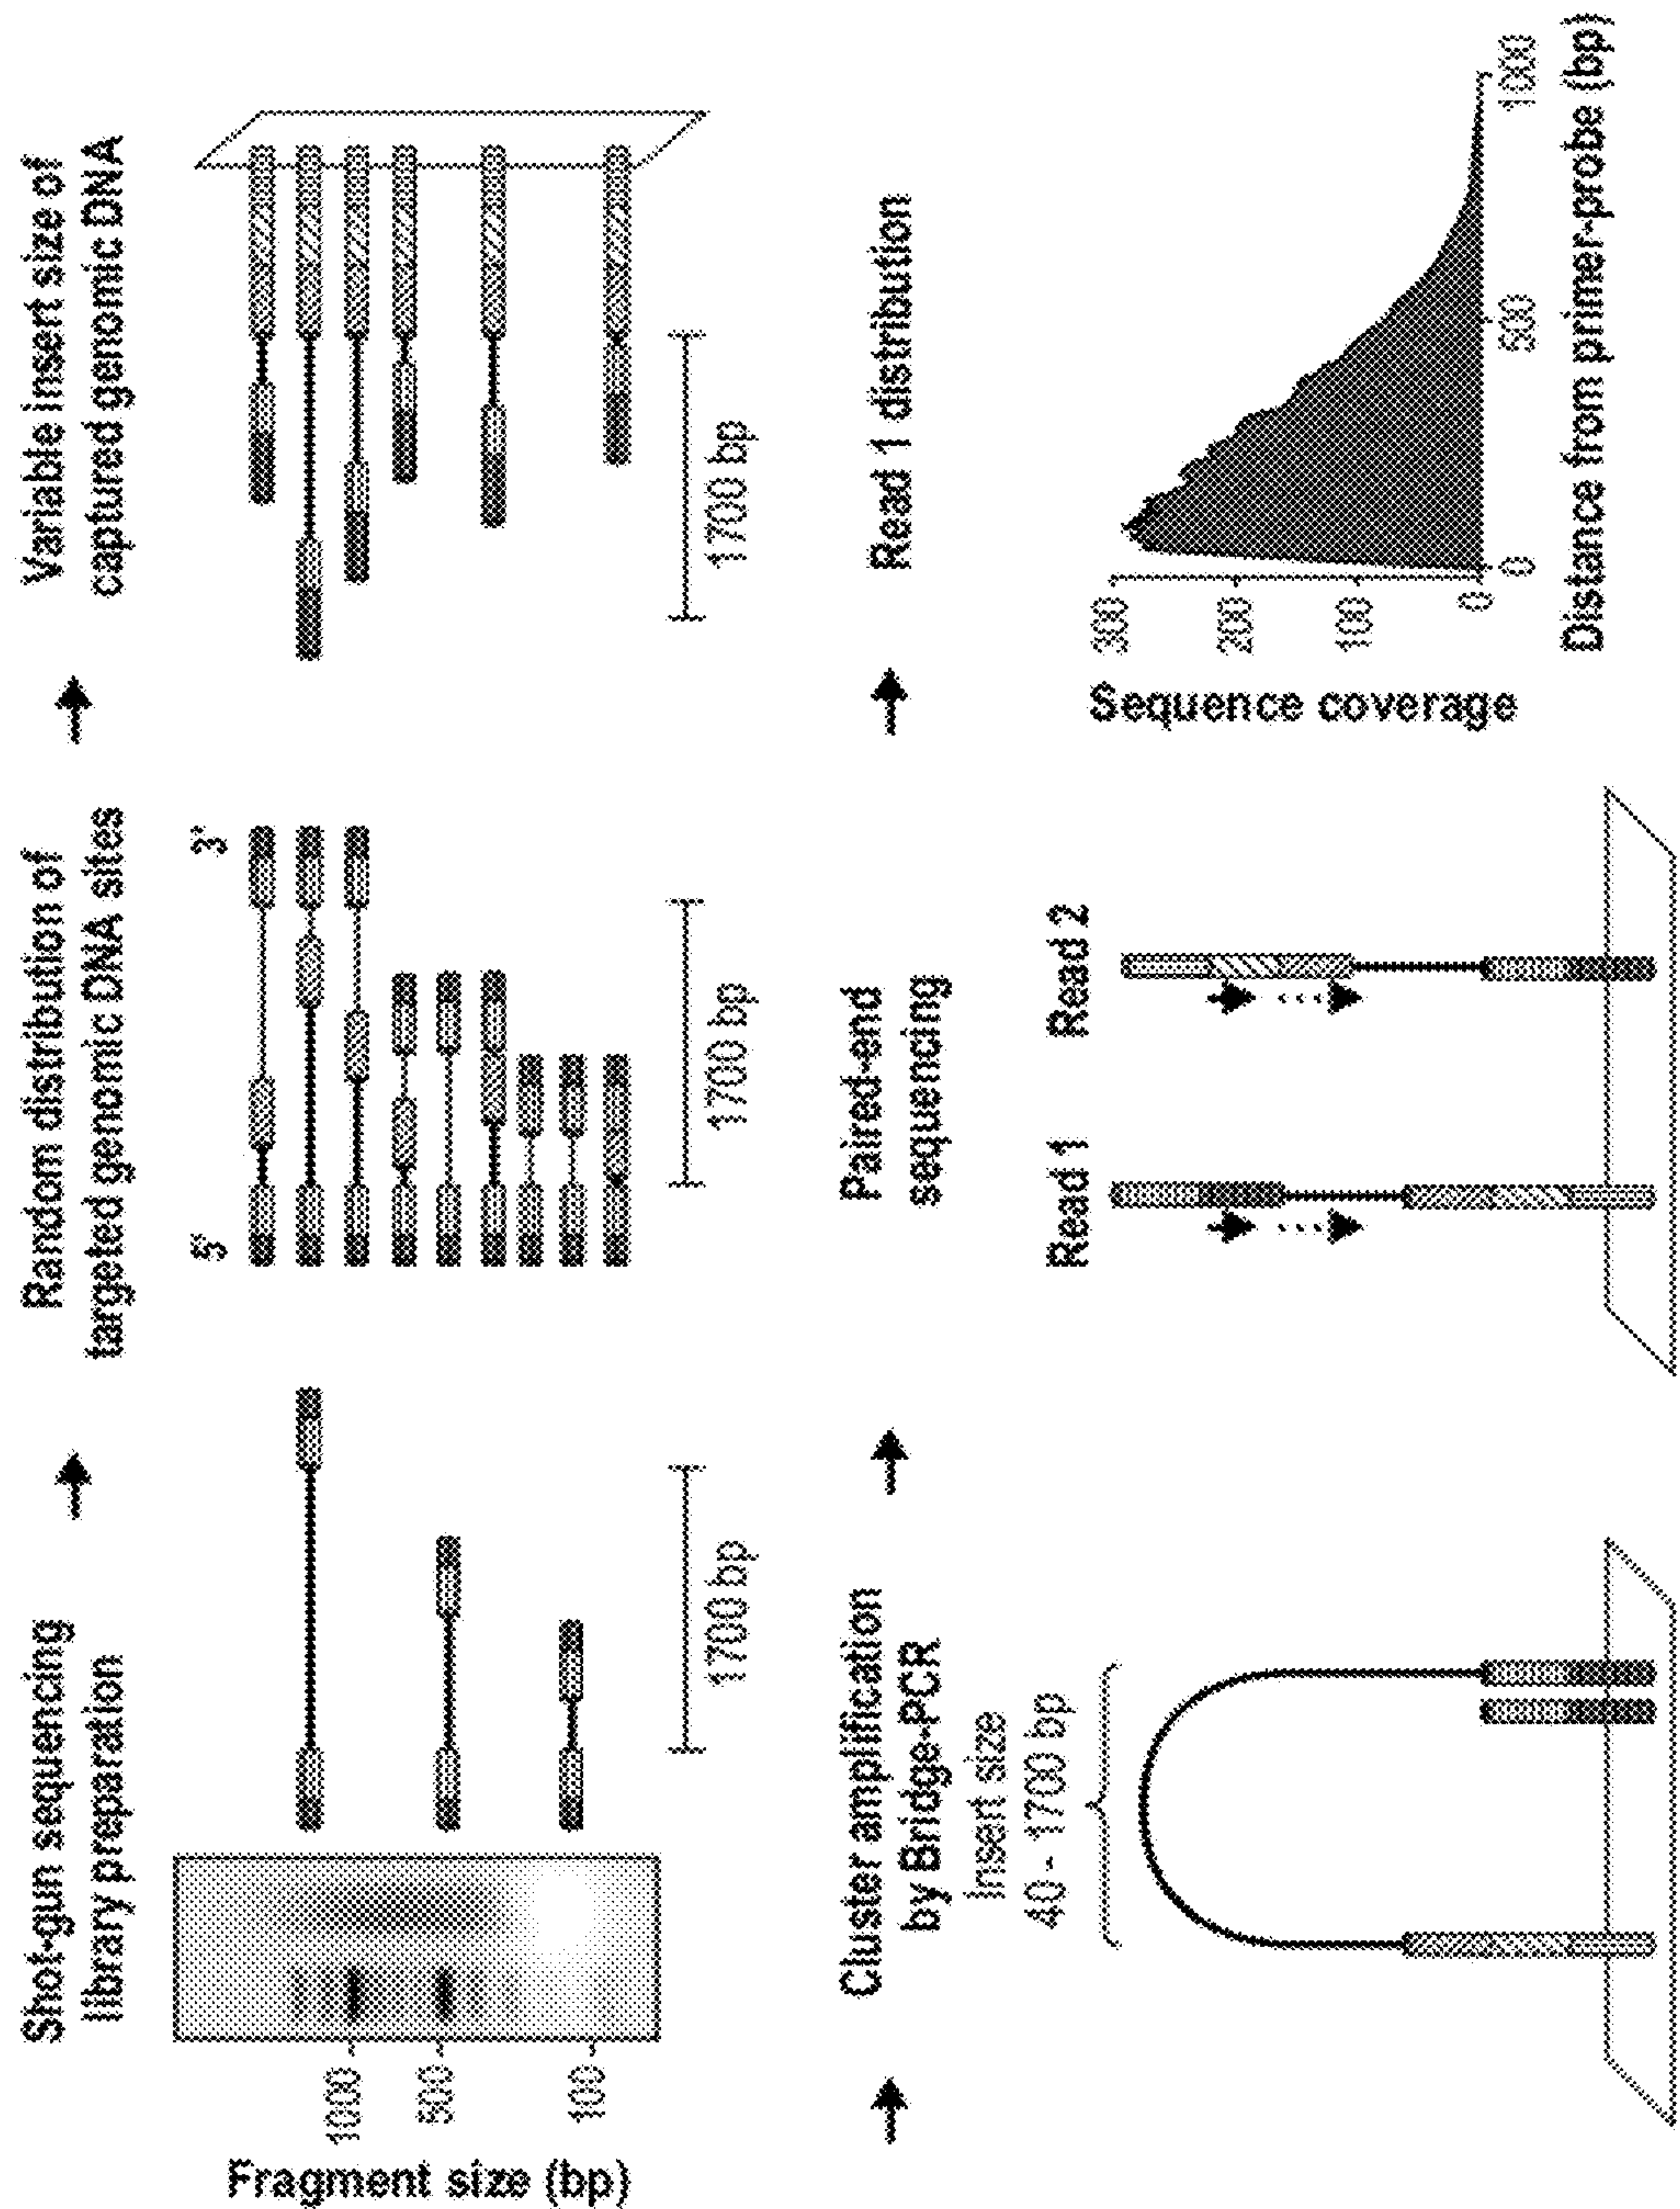 Shot-gun sequencing
library preparation
Fragment size (bp)
1000
500
100
1700 bp
Random distribution of
targeted genomic DNA sites
5'
3'
1700 bp
Variable insert size of
captured genomic DNA
1700 bp
Cluster amplification
by Bridge-PCR
Insert size
40 - 1700 bp
Paired-end
sequencing
Read 1
Read 2
Read 1 distribution
Sequence coverage
300
200
100
0
0
500
1000
Distance from primer-probe (bp)